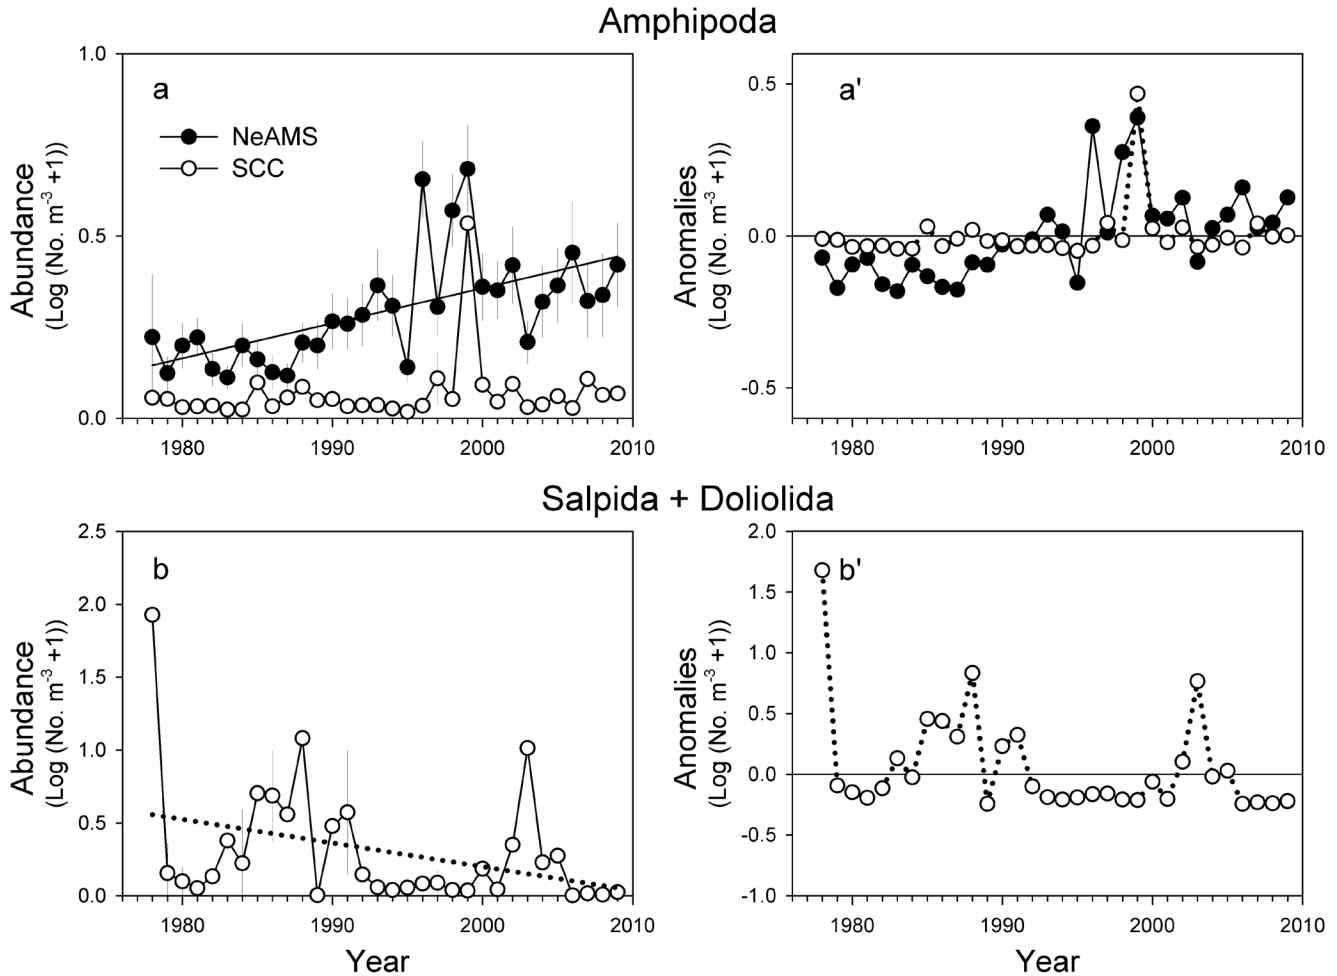 Amphipoda
a
NeAMS
SCC
1.0
0.5
0.0
Abundance
(Log (No. m-3 +1))
1980
1990
2000
2010
a'
0.5
0.0
-0.5
Anomalies
(Log (No. m-3 +1))
1980
1990
2000
2010
Salpida + Doliolida
b
2.5
2.0
1.5
1.0
0.5
0.0
Abundance
(Log (No. m-3 +1))
1980
1990
2000
2010
Year
b'
2.0
1.5
1.0
0.5
0.0
-0.5
-1.0
Anomalies
(Log (No. m-3 +1))
1980
1990
2000
2010
Year